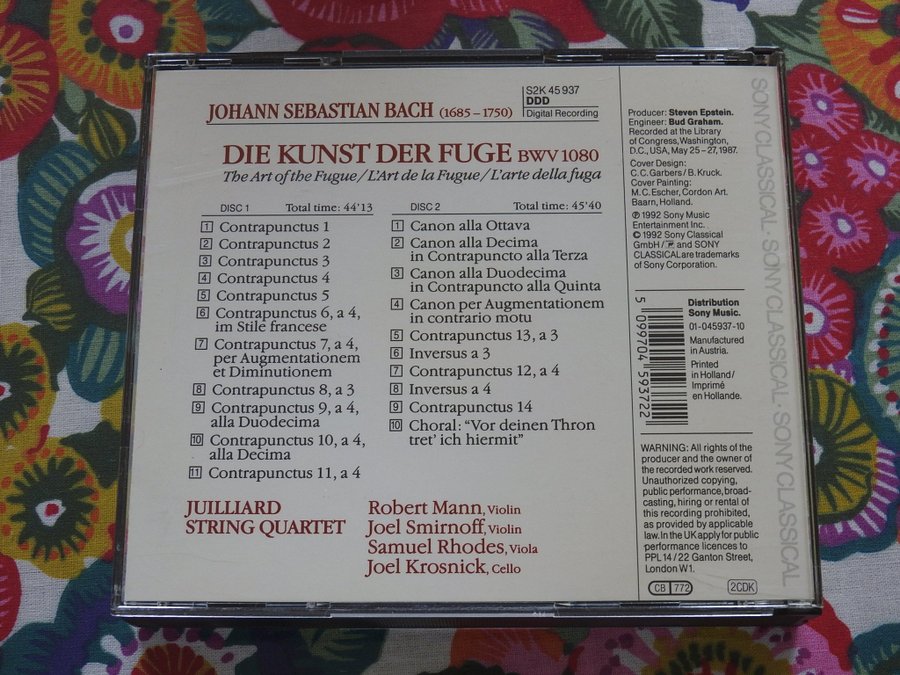 JOHANN SEBASTIAN BACH (1685 – 1750)
S2K 45 937
DDD
Digital Recording
DIE KUNST DER FUGE BWV 1080
The Art of the Fugue / L'Art de la Fugue / L'arte della fuga
DISC 1 Total time: 44'13
1 Contrapunctus 1
2 Contrapunctus 2
3 Contrapunctus 3
4 Contrapunctus 4
5 Contrapunctus 5
6 Contrapunctus 6, a 4,
im Stile francese
7 Contrapunctus 7, a 4,
per Augmentationem
et Diminutionem
8 Contrapunctus 8, a 3
9 Contrapunctus 9, a 4,
alla Duodecima
10 Contrapunctus 10, a 4,
alla Decima
11 Contrapunctus 11, a 4
DISC 2 Total time: 45'40
1 Canon alla Ottava
2 Canon alla Decima
in Contrapuncto alla Terza
3 Canon alla Duodecima
in Contrapuncto alla Quinta
4 Canon per Augmentationem
in contrario motu
5 Contrapunctus 13, a 3
6 Inversus a 3
7 Contrapunctus 12, a 4
8 Inversus a 4
9 Contrapunctus 14
10 Choral: "Vor deinen Thron
tret' ich hiermit"
JUILLIARD
STRING QUARTET
Robert Mann, Violin
Joel Smirnoff, Violin
Samuel Rhodes, Viola
Joel Krosnick, Cello
Producer: Steven Epstein.
Engineer: Bud Graham.
Recorded at the Library
of Congress, Washington,
D.C., USA, May 25 – 27, 1987.
Cover Design:
C. C. Garbers / B. Kruck.
Cover Painting:
M. C. Escher, Cordon Art.
Baarn, Holland.
℗ 1992 Sony Music
Entertainment Inc.
© 1992 Sony Classical
GmbH / and SONY
CLASSICAL are trademarks
of Sony Corporation.
5 099704 593722
Distribution
Sony Music.
01-045937-10
Manufactured
in Austria.
Printed
in Holland /
Imprimé
en Hollande.
WARNING: All rights of the
producer and the owner of
the recorded work reserved.
Unauthorized copying,
public performance, broad-
casting, hiring or rental of
this recording prohibited,
as provided by applicable
law. In the UK apply for public
performance licences to
PPL 14 / 22 Ganton Street,
London W1.
CB 772
2CDK
SONY CLASSICAL · SONY CLASSICAL · SONY CLASSICAL